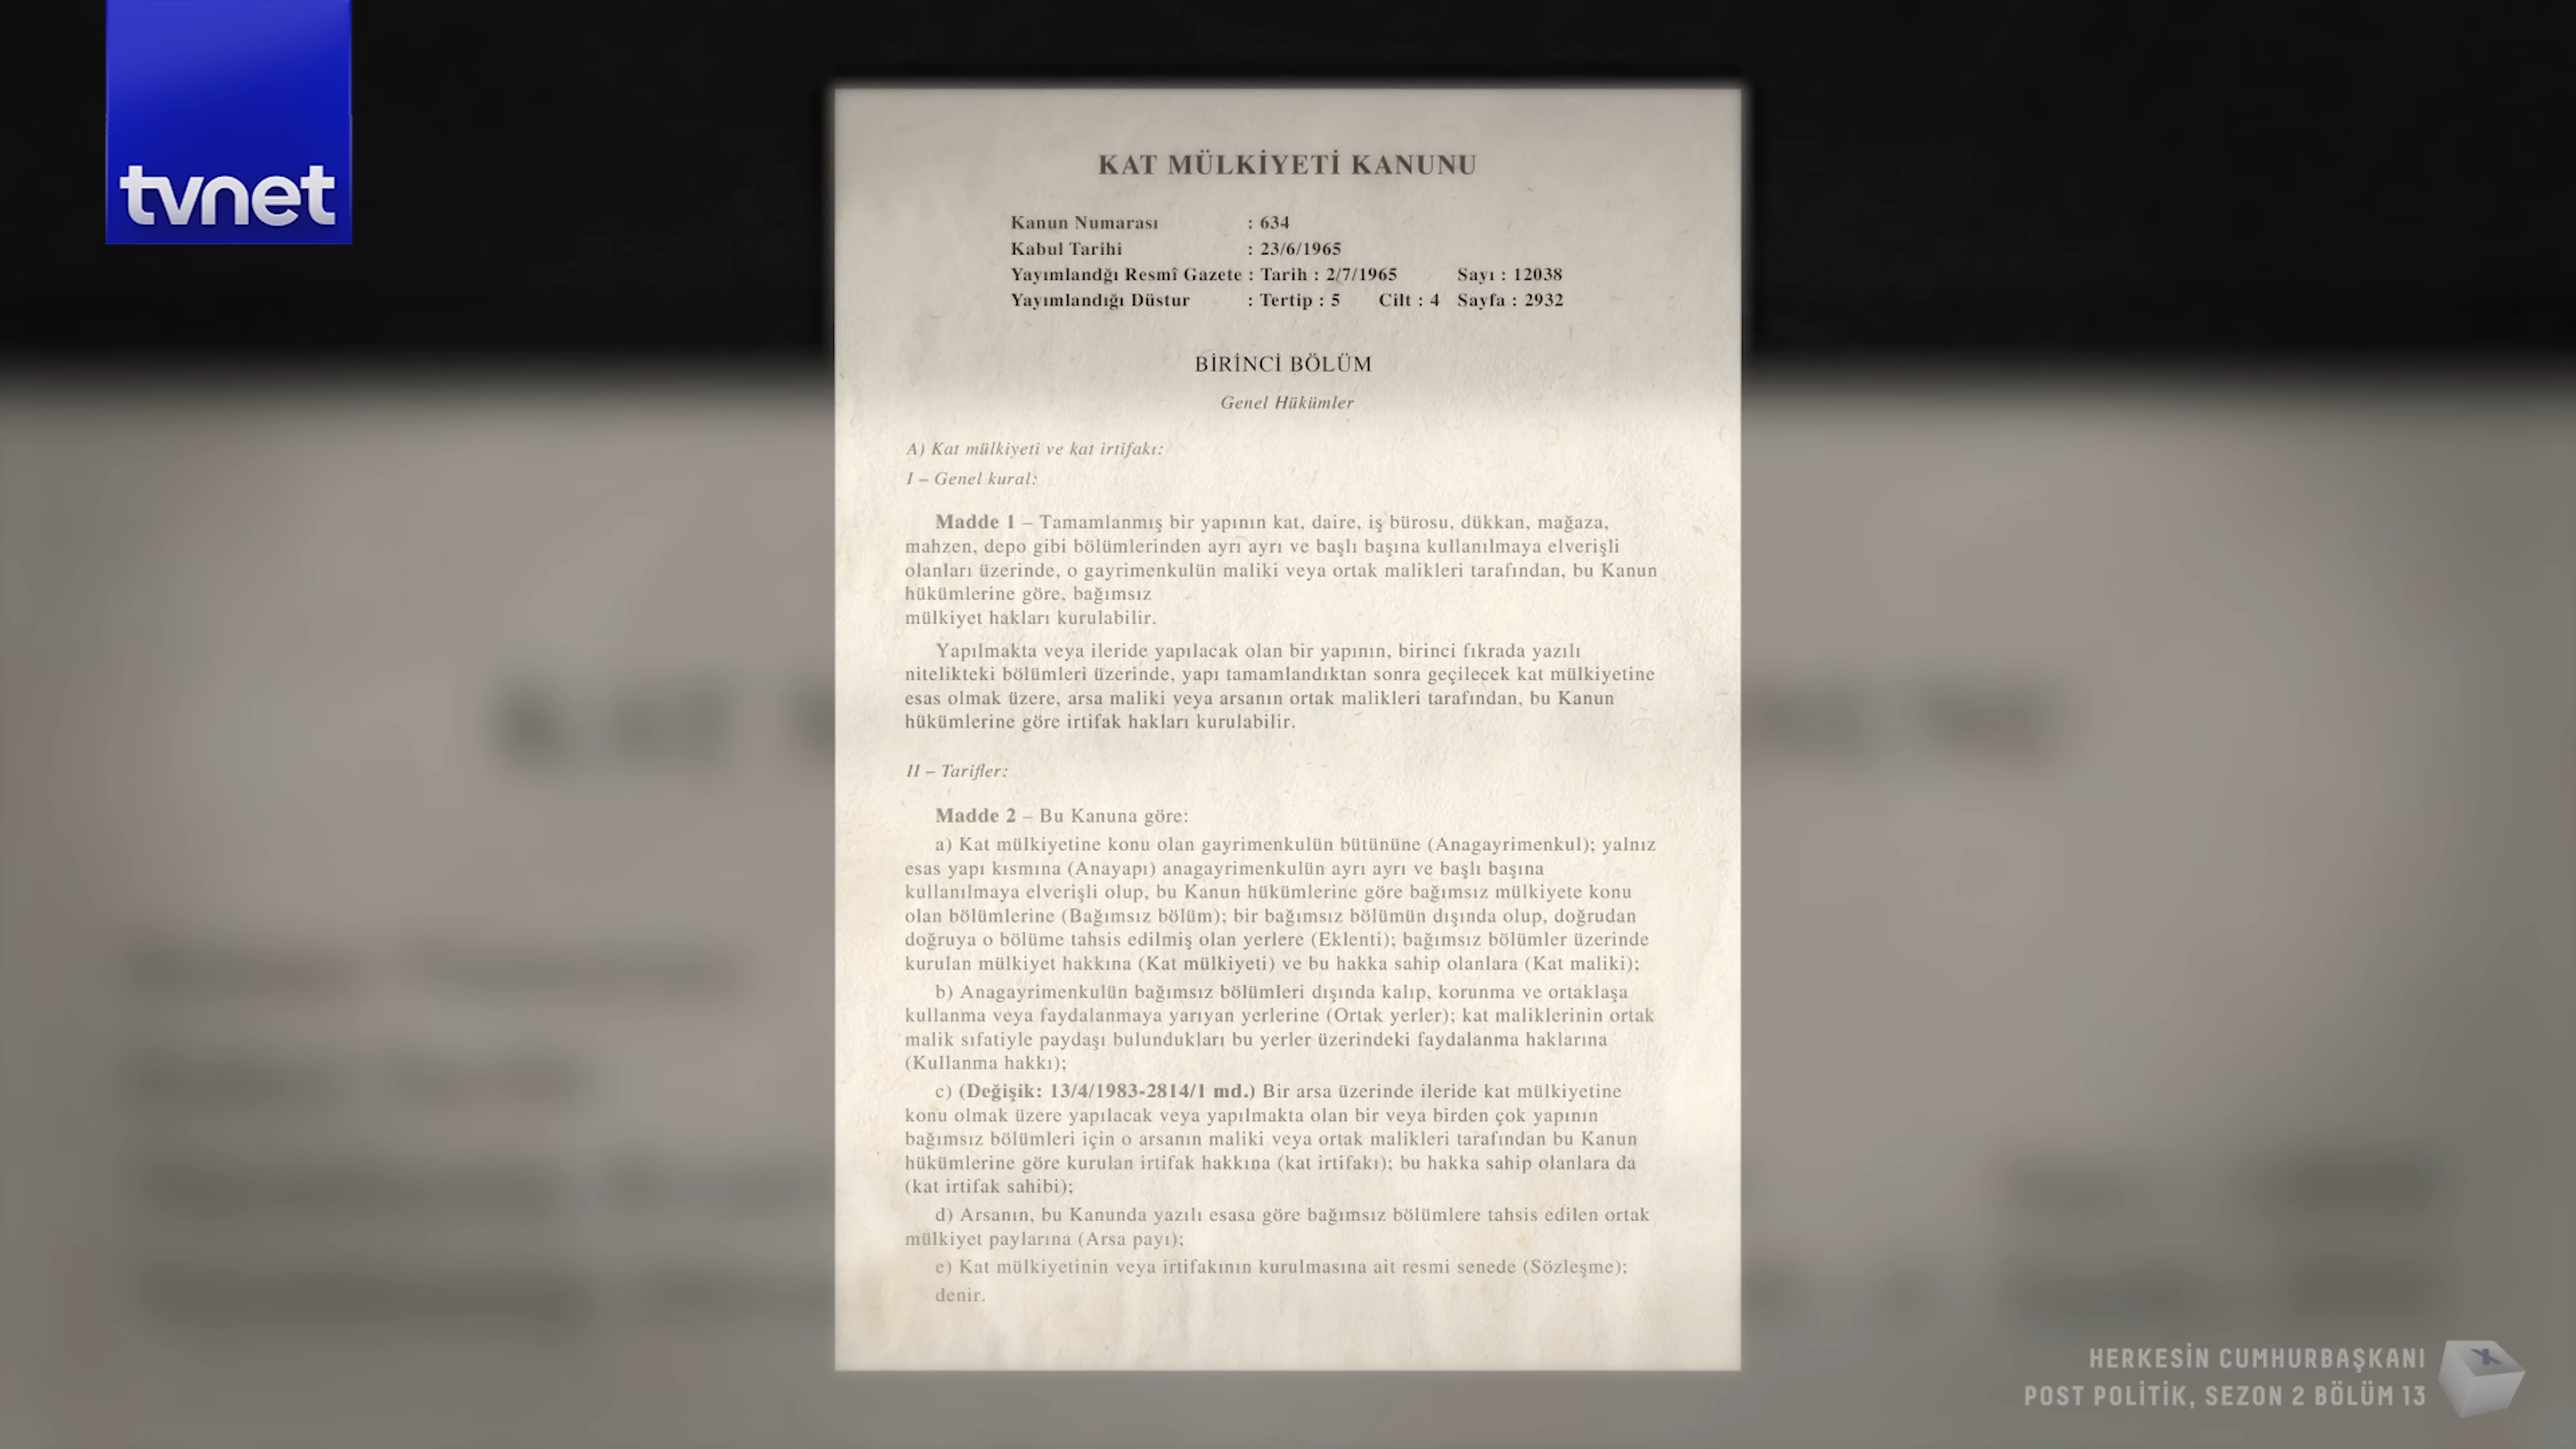 tvnet
KAT MÜLKİYETİ KANUNU
Kanun Numarası : 634
Kabul Tarihi : 23/6/1965
Yayımlandğı Resmî Gazete : Tarih : 2/7/1965 Sayı : 12038
Yayımlandığı Düstur : Tertip : 5 Cilt : 4 Sayfa : 2932
BİRİNCİ BÖLÜM
Genel Hükümler
A) Kat mülkiyeti ve kat irtifakı:
I – Genel kural:
Madde 1 – Tamamlanmış bir yapının kat, daire, iş bürosu, dükkan, mağaza,
mahzen, depo gibi bölümlerinden ayrı ayrı ve başlı başına kullanılmaya elverişli
olanları üzerinde, o gayrimenkulün maliki veya ortak malikleri tarafından, bu Kanun
hükümlerine göre, bağımsız
mülkiyet hakları kurulabilir.
Yapılmakta veya ileride yapılacak olan bir yapının, birinci fıkrada yazılı
nitelikteki bölümleri üzerinde, yapı tamamlandıktan sonra geçilecek kat mülkiyetine
esas olmak üzere, arsa maliki veya arsanın ortak malikleri tarafından, bu Kanun
hükümlerine göre irtifak hakları kurulabilir.
II – Tarifler:
Madde 2 – Bu Kanuna göre:
a) Kat mülkiyetine konu olan gayrimenkulün bütününe (Anagayrimenkul); yalnız
esas yapı kısmına (Anayapı) anagayrimenkulün ayrı ayrı ve başlı başına
kullanılmaya elverişli olup, bu Kanun hükümlerine göre bağımsız mülkiyete konu
olan bölümlerine (Bağımsız bölüm); bir bağımsız bölümün dışında olup, doğrudan
doğruya o bölüme tahsis edilmiş olan yerlere (Eklenti); bağımsız bölümler üzerinde
kurulan mülkiyet hakkına (Kat mülkiyeti) ve bu hakka sahip olanlara (Kat maliki);
b) Anagayrimenkulün bağımsız bölümleri dışında kalıp, korunma ve ortaklaşa
kullanma veya faydalanmaya yarıyan yerlerine (Ortak yerler); kat maliklerinin ortak
malik sıfatiyle paydaşı bulundukları bu yerler üzerindeki faydalanma haklarına
(Kullanma hakkı);
c) (Değişik: 13/4/1983-2814/1 md.) Bir arsa üzerinde ileride kat mülkiyetine
konu olmak üzere yapılacak veya yapılmakta olan bir veya birden çok yapının
bağımsız bölümleri için o arsanın maliki veya ortak malikleri tarafından bu Kanun
hükümlerine göre kurulan irtifak hakkına (kat irtifakı); bu hakka sahip olanlara da
(kat irtifak sahibi);
d) Arsanın, bu Kanunda yazılı esasa göre bağımsız bölümlere tahsis edilen ortak
mülkiyet paylarına (Arsa payı);
e) Kat mülkiyetinin veya irtifakının kurulmasına ait resmi senede (Sözleşme);
denir.
HERKESİN CUMHURBAŞKANI
POST POLİTİK, SEZON 2 BÖLÜM 13